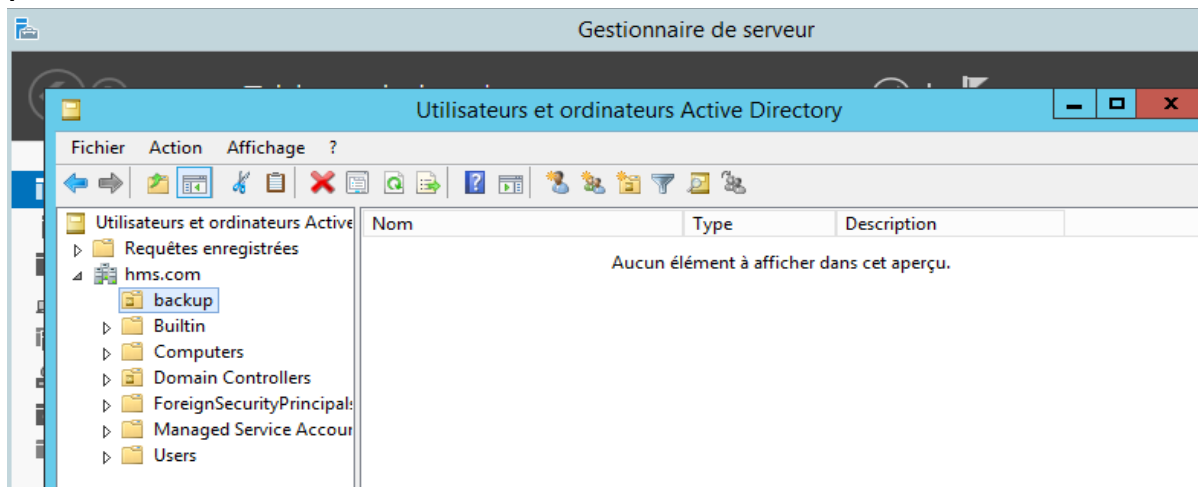 Gestionnaire de serveur
Utilisateurs et ordinateurs Active Directory
Fichier Action Affichage ?
Utilisateurs et ordinateurs Active
Nom Type Description
Requêtes enregistrées
Aucun élément à afficher dans cet aperçu.
hms.com
backup
Builtin
Computers
Domain Controllers
ForeignSecurityPrincipals
Managed Service Accour
Users